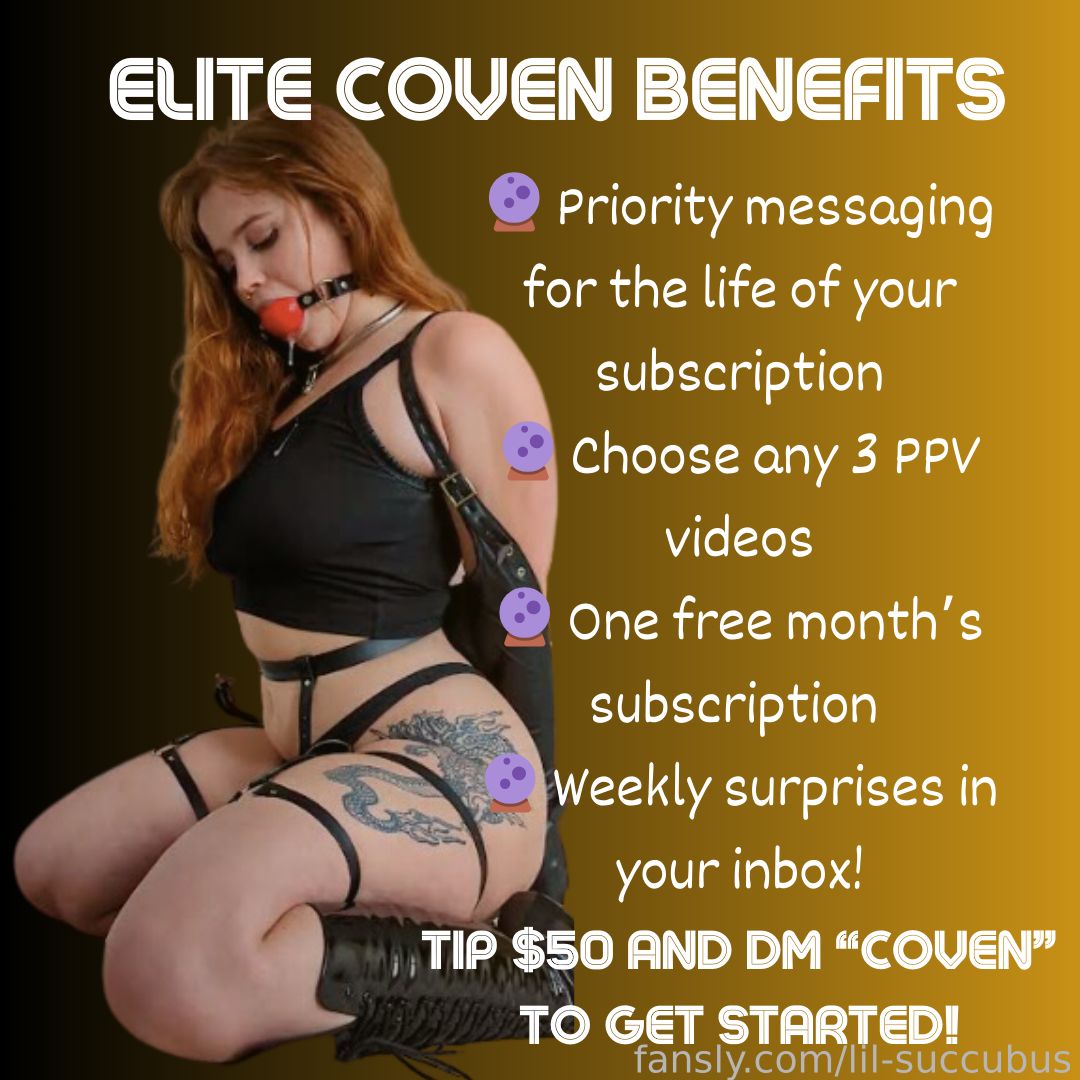 ELITE COVEN BENEFITS
🔮 Priority messaging
for the life of your
subscription
🔮 Choose any 3 PPV
videos
🔮 One free month's
subscription
🔮 Weekly surprises in
your inbox!
TIP $50 AND DM “COVEN”
TO GET STARTED!
fansly.com/lil-succubus